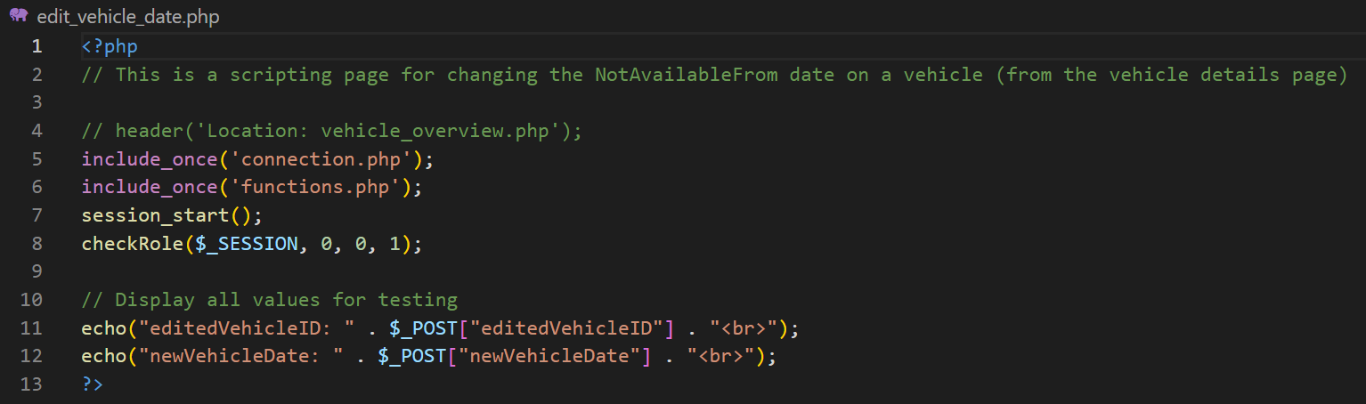 edit_vehicle_date.php
1 <?php
2 // This is a scripting page for changing the NotAvailableFrom date on a vehicle (from the vehicle details page)
3
4 // header('Location: vehicle_overview.php');
5 include_once('connection.php');
6 include_once('functions.php');
7 session_start();
8 checkRole($_SESSION, 0, 0, 1);
9
10 // Display all values for testing
11 echo("editedVehicleID: " . $_POST["editedVehicleID"] . "<br>");
12 echo("newVehicleDate: " . $_POST["newVehicleDate"] . "<br>");
13 ?>